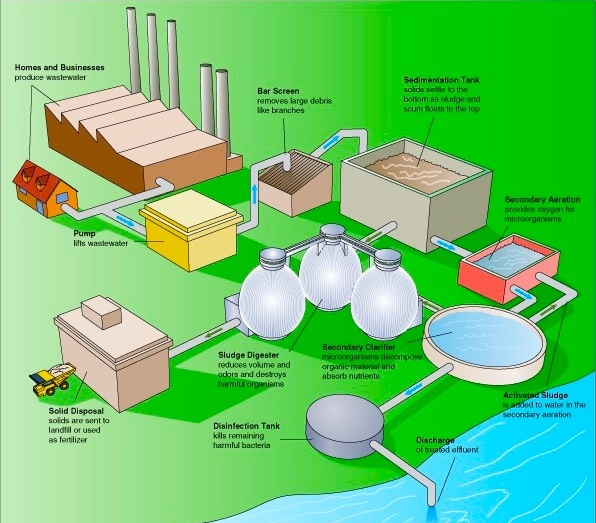 Homes and Businesses
produce wastewater
Bar Screen
removes large debris
like branches
Sedimentation Tank
solids settle to the
bottom as sludge and
scum floats to the top
Secondary Aeration
provides oxygen for
microorganisms
Pump
lifts wastewater
Sludge Digester
reduces volume and
odors and destroys
harmful organisms
Secondary Clarifier
microorganisms decompose
organic material and
absorb nutrients.
Activated Sludge
is added to water in the
secondary aeration
Solid Disposal
solids are sent to
landfill or used
as fertilizer
Disinfection Tank
kills remaining
harmful bacteria
Discharge
of treated effluent